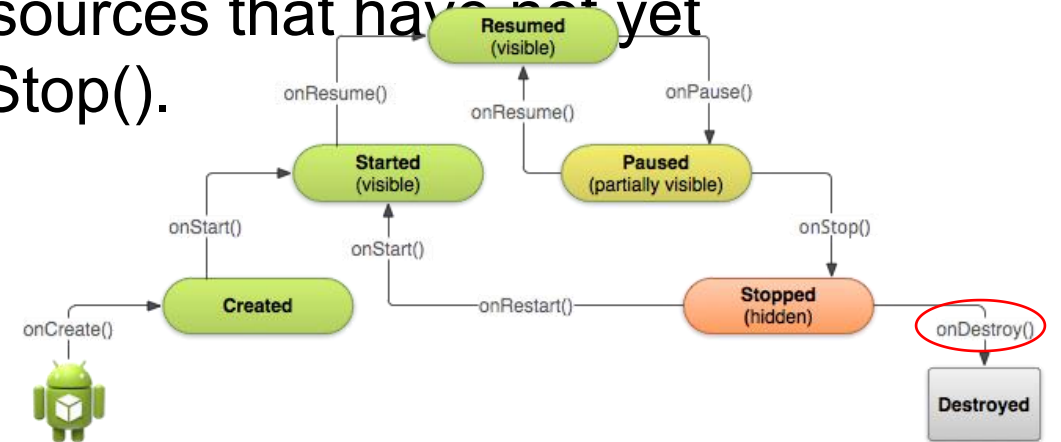 sources that have not yet
Stop().
Resumed
(visible)
onResume()
onResume()
onPause()
Started
(visible)
Paused
(partially visible)
onStart()
onStart()
onStop()
Created
onRestart()
Stopped
(hidden)
onCreate()
onDestroy()
Destroyed